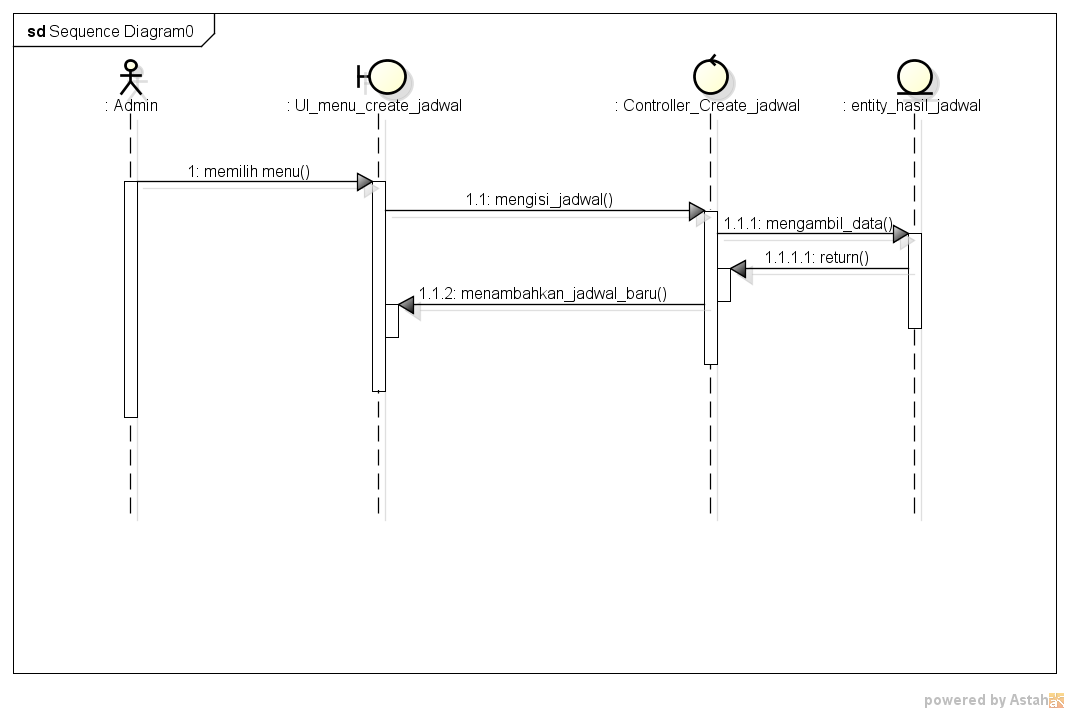 sd Sequence Diagram0
: Admin
: UI_menu_create_jadwal
: Controller_Create_jadwal
: entity_hasil_jadwal
1: memilih menu()
1.1: mengisi_jadwal()
1.1.1: mengambil_data()
1.1.1.1: return()
1.1.2: menambahkan_jadwal_baru()
powered by Astah